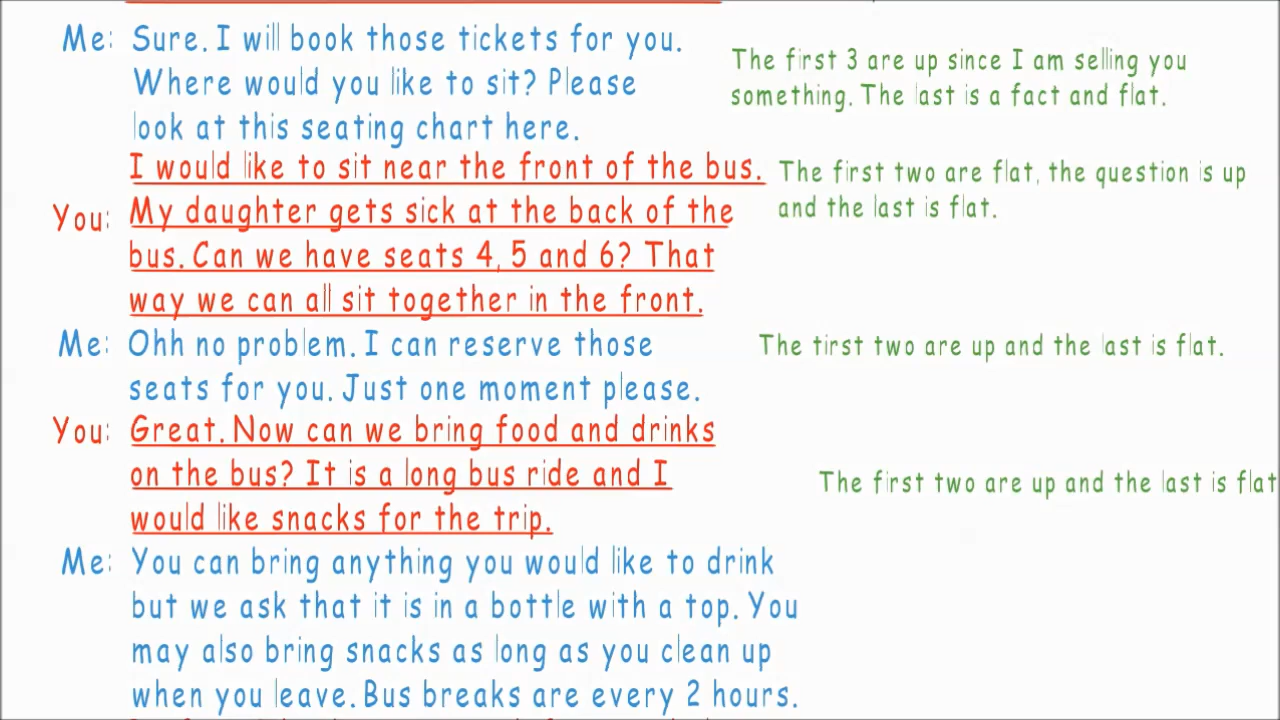 Me: Sure. I will book those tickets for you.
Where would you like to sit? Please
look at this seating chart here.
The first 3 are up since I am selling you
something. The last is a fact and flat.
I would like to sit near the front of the bus.
You: My daughter gets sick at the back of the
bus. Can we have seats 4, 5 and 6? That
way we can all sit together in the front.
The first two are flat, the question is up
and the last is flat.
Me: Ohh no problem. I can reserve those
seats for you. Just one moment please.
The tirst two are up and the last is flat.
You: Great. Now can we bring food and drinks
on the bus? It is a long bus ride and I
would like snacks for the trip.
The first two are up and the last is flat
Me: You can bring anything you would like to drink
but we ask that it is in a bottle with a top. You
may also bring snacks as long as you clean up
when you leave. Bus breaks are every 2 hours.